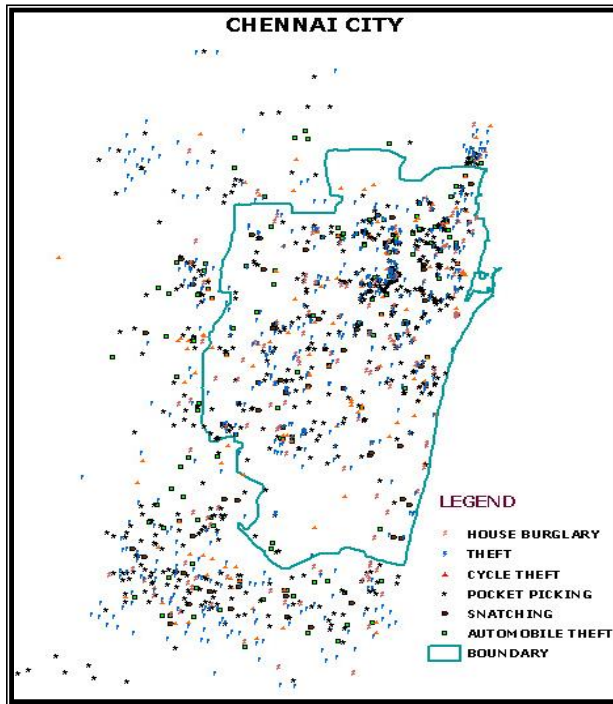 CHENNAI CITY
LEGEND
HOUSE BURGLARY
THEFT
CYCLE THEFT
POCKET PICKING
SNATCHING
AUTOMOBILE THEFT
BOUNDARY